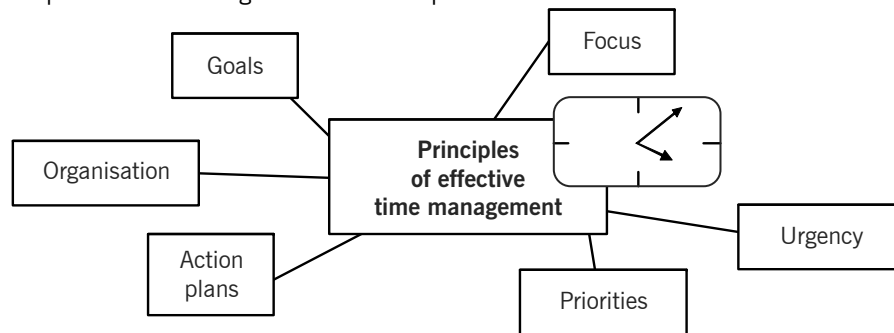 Focus
Goals
Principles
of effective
time management
Organisation
Urgency
Action
plans
Priorities